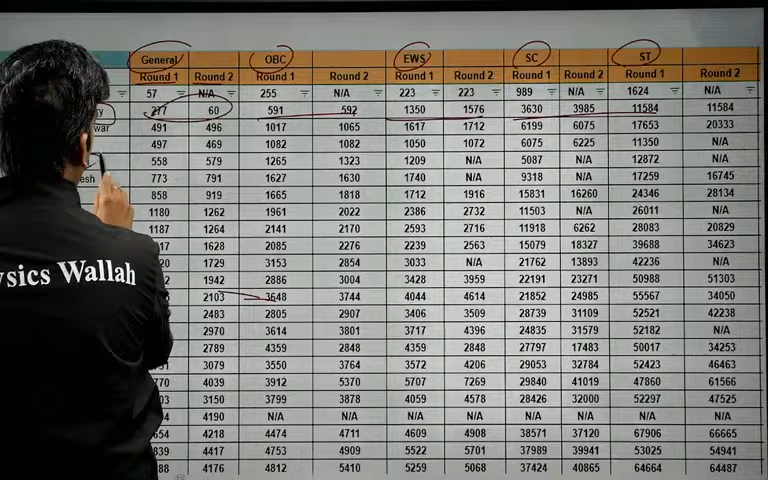 General OBC EWS SC ST
Round 1 Round 2 Round 1 Round 2 Round 1 Round 2 Round 1 Round 2 Round 1 Round 2
57 N/A 255 N/A 223 223 989 N/A 1624 N/A
277 60 591 592 1350 1576 3630 3985 11584 11584
war 491 496 1017 1065 1617 1712 6199 6075 17653 20333
497 469 1082 1082 1050 1072 6075 6225 11350 N/A
558 579 1265 1323 1209 N/A 5087 N/A 12872 N/A
esh 773 791 1627 1630 1740 N/A 9318 N/A 17259 16745
858 919 1665 1818 1712 1916 15831 16260 24346 28134
1180 1262 1961 2022 2386 2732 11503 N/A 26011 N/A
1187 1264 2141 2170 2593 2716 11918 6262 28083 20829
17 1628 2085 2276 2239 2563 15079 18327 39688 34623
20 1729 3153 2854 3033 N/A 21762 13893 42236 N/A
2 1942 2886 3004 3428 3959 22191 23271 50988 51303
2103 3648 3744 4044 4614 21852 24985 55567 34050
2483 2805 2907 3406 3509 28739 31109 52521 42238
2970 3614 3801 3717 4396 24835 31579 52182 N/A
2789 4359 2848 4359 2848 27797 17483 50017 34253
3079 3550 3764 3572 4206 29053 32784 52423 46463
770 4039 3912 5370 5707 7269 29840 41019 47860 61566
03 3150 3799 3878 4059 4578 28426 32000 52297 47525
4 4190 N/A N/A N/A N/A N/A N/A N/A N/A
654 4218 4474 4711 4609 4908 38571 37120 67906 66665
839 4417 4753 4909 5522 5701 37989 39941 53025 54941
88 4176 4812 5410 5259 5068 37424 40865 64664 64487
ysics Wallah